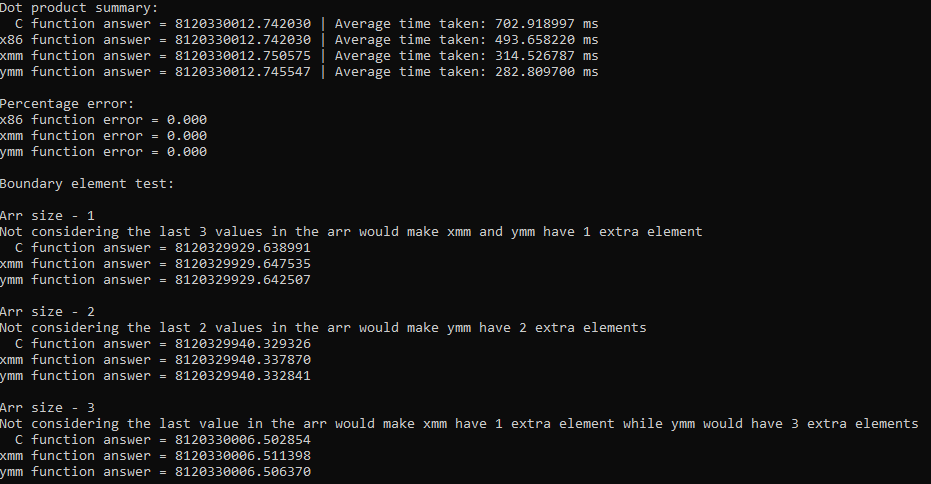 Dot product summary:
  C function answer = 8120330012.742030 | Average time taken: 702.918997 ms
x86 function answer = 8120330012.742030 | Average time taken: 493.658220 ms
xmm function answer = 8120330012.750575 | Average time taken: 314.526787 ms
ymm function answer = 8120330012.745547 | Average time taken: 282.809700 ms

Percentage error:
x86 function error = 0.000
xmm function error = 0.000
ymm function error = 0.000

Boundary element test:

Arr size - 1
Not considering the last 3 values in the arr would make xmm and ymm have 1 extra element
  C function answer = 8120329929.638991
xmm function answer = 8120329929.647535
ymm function answer = 8120329929.642507

Arr size - 2
Not considering the last 2 values in the arr would make ymm have 2 extra elements
  C function answer = 8120329940.329326
xmm function answer = 8120329940.337870
ymm function answer = 8120329940.332841

Arr size - 3
Not considering the last value in the arr would make xmm have 1 extra element while ymm would have 3 extra elements
  C function answer = 8120330006.502854
xmm function answer = 8120330006.511398
ymm function answer = 8120330006.506370